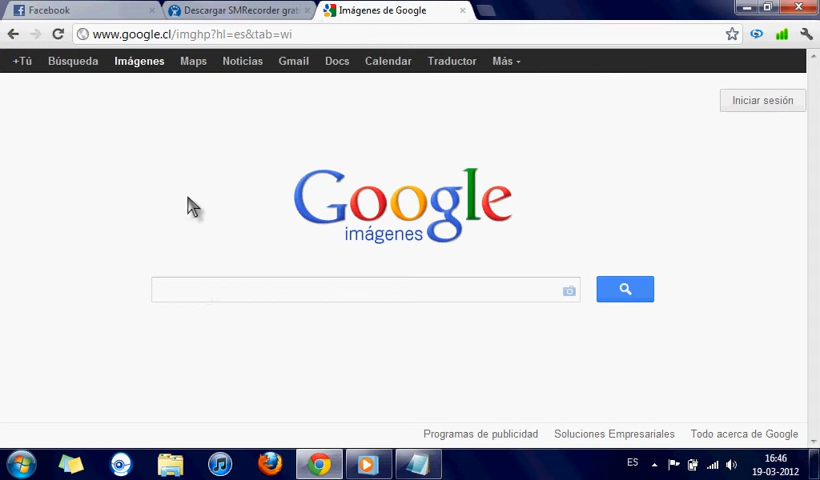 Facebook
Descargar SMRecorder grat
Imágenes de Google
www.google.cl/imghp?hl=es&tab=wi
+Tú Búsqueda Imágenes Maps Noticias Gmail Docs Calendar Traductor Más
Iniciar sesión
Google
imágenes
Programas de publicidad Soluciones Empresariales Todo acerca de Google
ES
16:46
19-03-2012